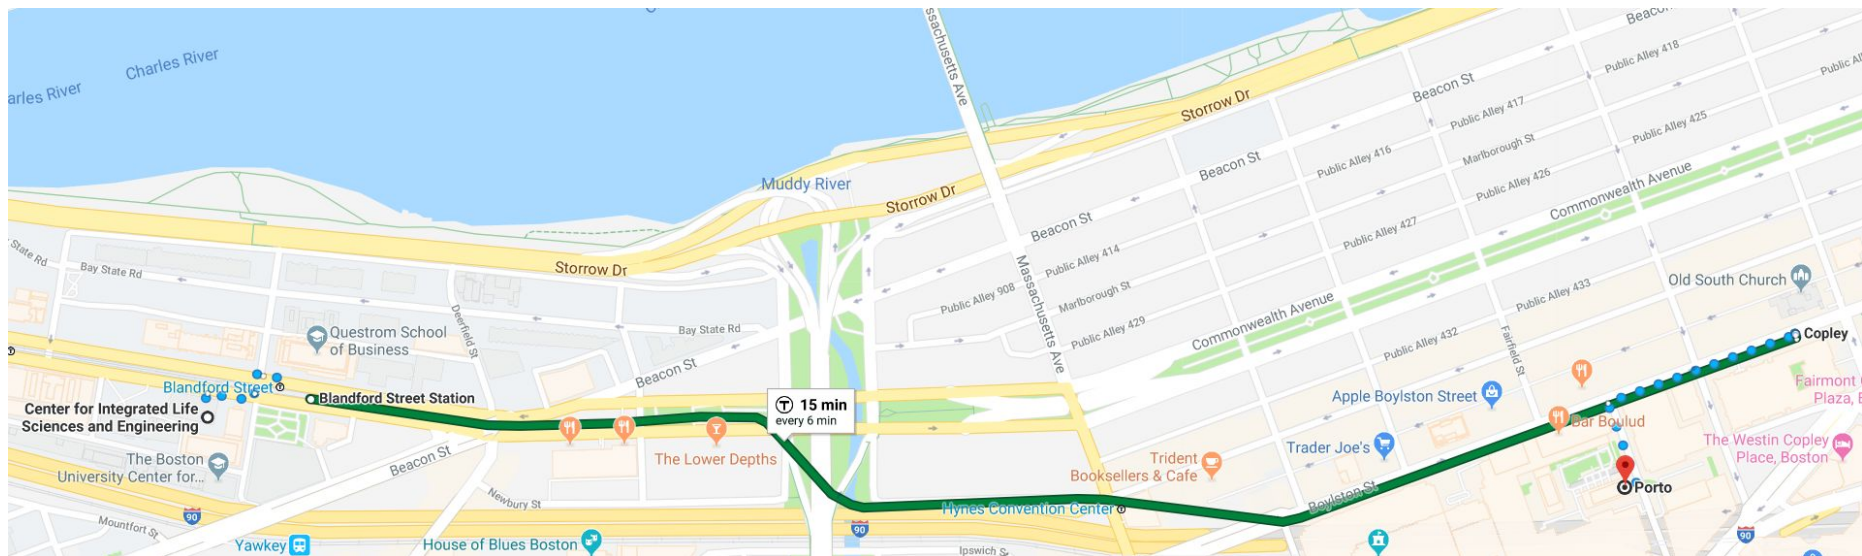 ssachusetts Ave
Beacon
Charles River
arles River
Public Alley 418
Public Al
Beacon St
Storrow Dr
Public Alley 417
Public Alley 425
Public Alley 416
Marlborough St
Beacon St
Muddy River
Public Alley 426
Storrow Dr
Commonwealth Avenue
Beacon St
Public Alley 427
State Rd
Bay State Rd
Storrow Dr
Public Alley 414
Massachusetts Ave
Old South Church
Public Alley 908
Marlborough St
Public Alley 433
Deerfield St
Questrom School
of Business
Bay State Rd
Public Alley 429
Commonwealth Avenue
Public Alley 432
Fairfield St
Copley
Beacon St
Blandford Street
Blandford Street Station
15 min
every 6 min
Center for Integrated Life
Sciences and Engineering
Apple Boylston Street
Fairmont
Plaza, B
Bar Boulud
The Lower Depths
Beacon St
The Boston
University Center for...
Trident
Booksellers & Cafe
Trader Joe's
The Westin Copley
Place, Boston
Porto
Newbury St
Boylston St
Hynes Convention Center
90
Mountfort St
90
90
Yawkey
House of Blues Boston
Ipswich S